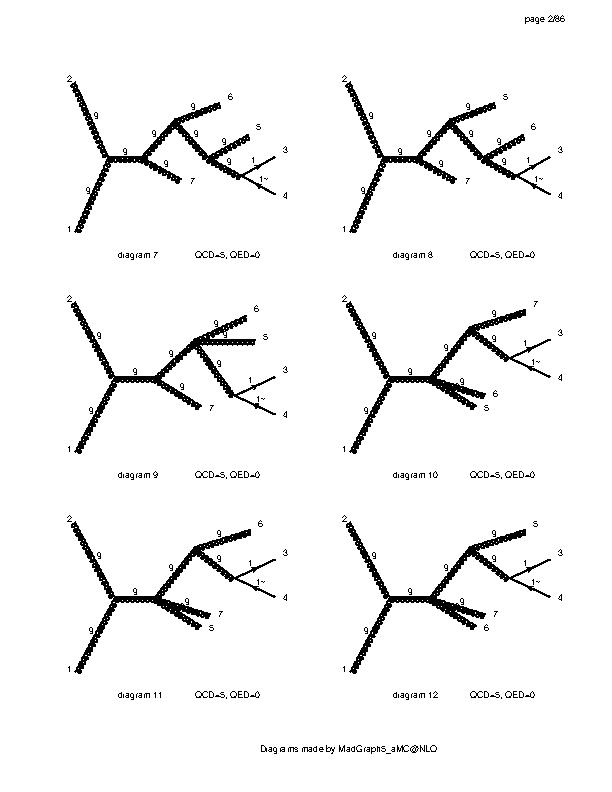 page 2/86
2 g g 6
g g 5
g g 1 3
g g 1~
1 7 4
diagram 7 QCD=5, QED=0
2 g g 5
g g 6
g g 1 3
g g 1~
1 7 4
diagram 8 QCD=5, QED=0
2 g 6
g g 5
g g g 1 3
g g 1~
1 7 4
diagram 9 QCD=5, QED=0
2 g 7
g g g 3
g g 1 1~
g g 6 4
1 5
diagram 10 QCD=5, QED=0
2 g 6
g g g 3
g g 1 1~
g g 7 4
1 5
diagram 11 QCD=5, QED=0
2 g 5
g g g 3
g g 1 1~
g g 7 4
1 6
diagram 12 QCD=5, QED=0
Diagrams made by MadGraph5_aMC@NLO